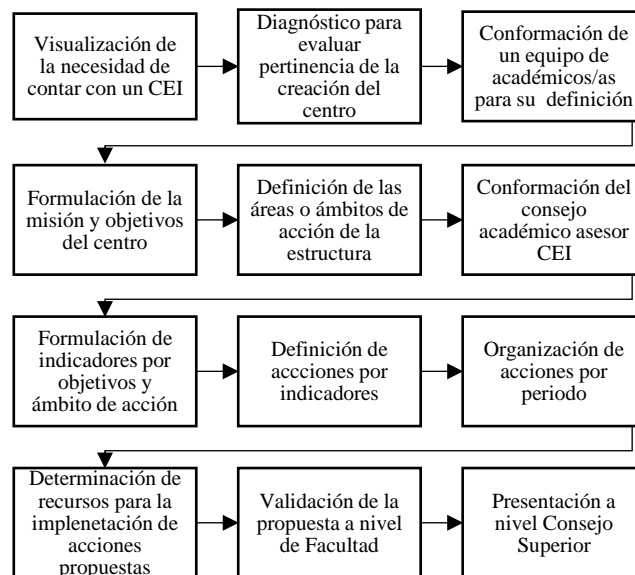 Visualización de
la necesidad de
contar con un CEI
Diagnóstico para
evaluar
pertinencia de la
creación del
centro
Conformación de
un equipo de
académicos/as
para su definición
Formulación de la
misión y objetivos
del centro
Definición de las
áreas o ámbitos de
acción de la
estructura
Conformación del
consejo
académico asesor
CEI
Formulación de
indicadores por
objetivos y
ámbito de acción
Definición de
accciones por
indicadores
Organización de
acciones por
periodo
Determinación de
recursos para la
implenetación de
acciones
propuestas
Validación de la
propuesta a nivel
de Facultad
Presentación a
nivel Consejo
Superior